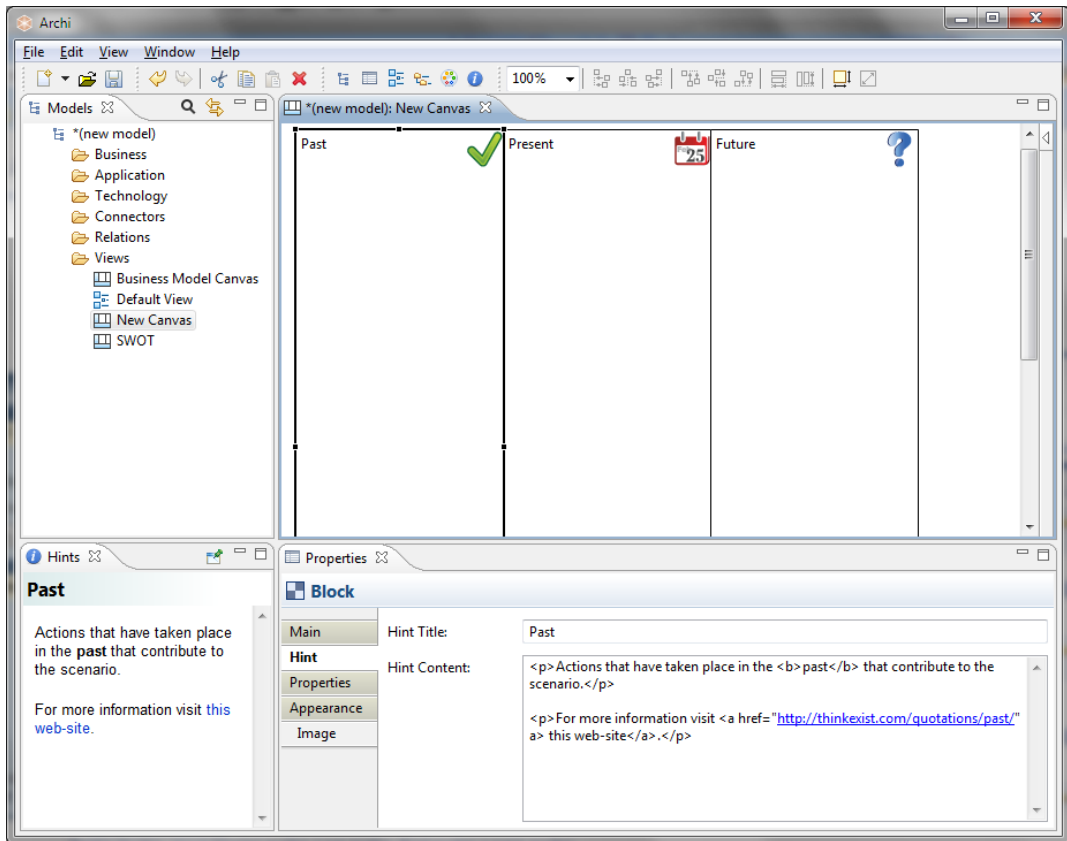 Archi
File Edit View Window Help
100%
Models
*(new model)
Business
Application
Technology
Connectors
Relations
Views
Business Model Canvas
Default View
New Canvas
SWOT
*(new model): New Canvas
Past
Present
25
Future
Hints
Past
Actions that have taken place
in the past that contribute to
the scenario.
For more information visit this
web-site.
Properties
Block
Main
Hint
Properties
Appearance
Image
Hint Title:
Past
Hint Content:
<p>Actions that have taken place in the <b>past</b> that contribute to the
scenario.</p>
<p>For more information visit <a href="http://thinkexist.com/quotations/past/"
a> this web-site</a>.</p>